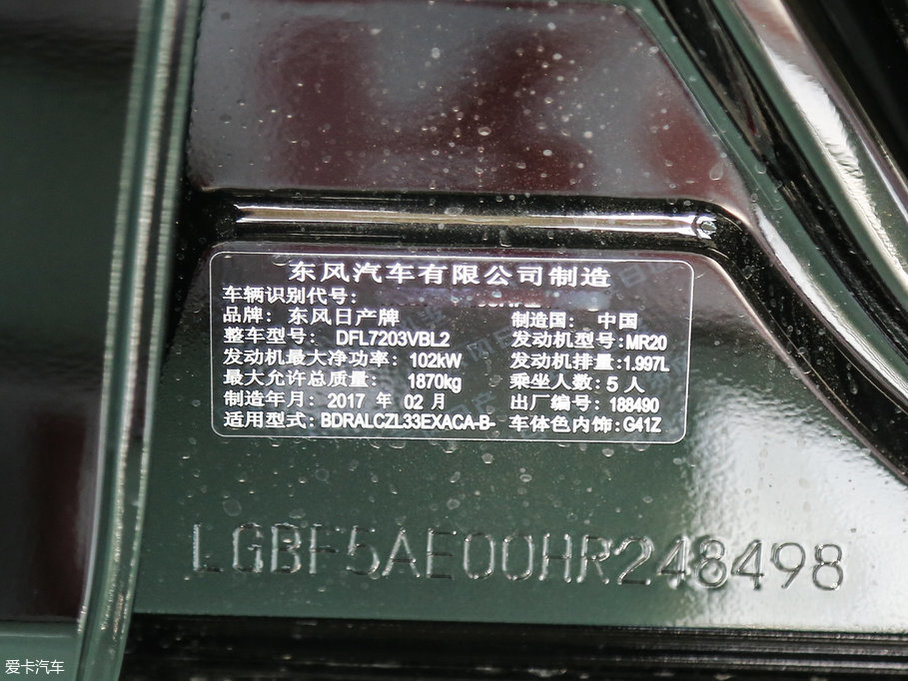 东风汽车有限公司制造
车辆识别代号:
品牌: 东风日产牌 制造国: 中国
整车型号: DFL7203VBL2 发动机型号:MR20
发动机最大净功率: 102kW 发动机排量:1.997L
最大允许总质量: 1870kg 乘坐人数:5人
制造年月:2017 年 02月 出厂编号: 188490
适用型式:BDRALCZL33EXACA-B- 车体色内饰:G41Z
LGBF5AE00HR248498
爱卡汽车